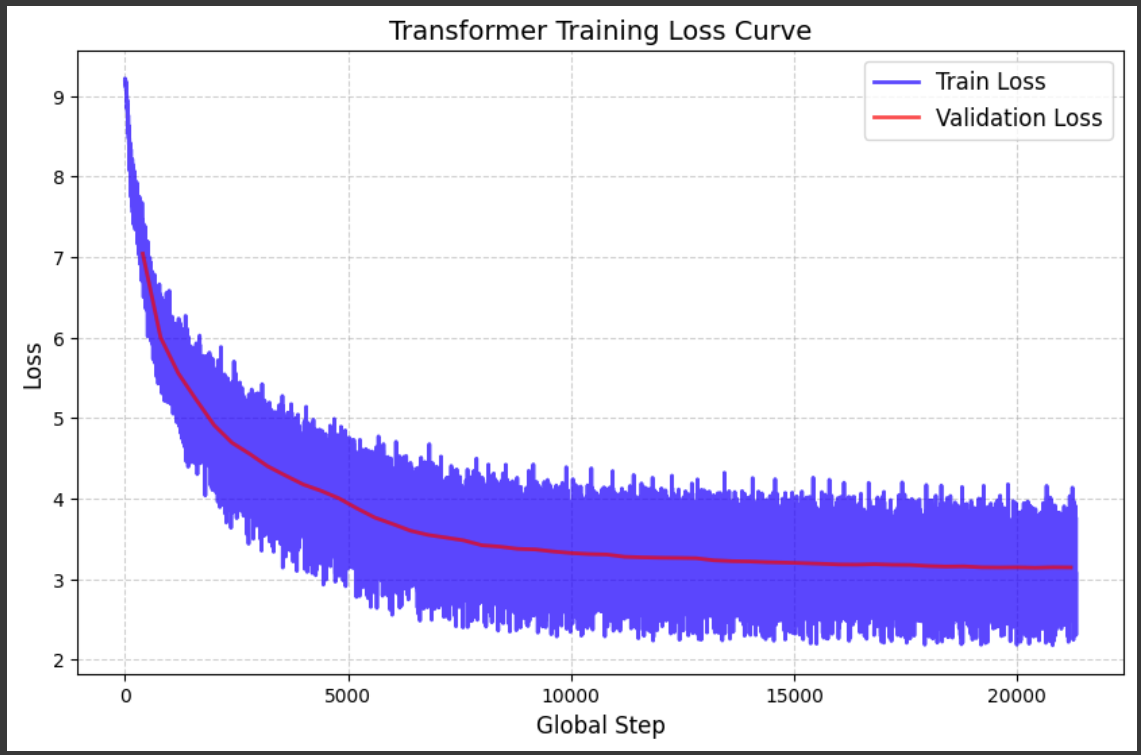 Transformer Training Loss Curve
Train Loss
Validation Loss
9
8
7
6
5
4
3
2
Loss
0 5000 10000 15000 20000
Global Step